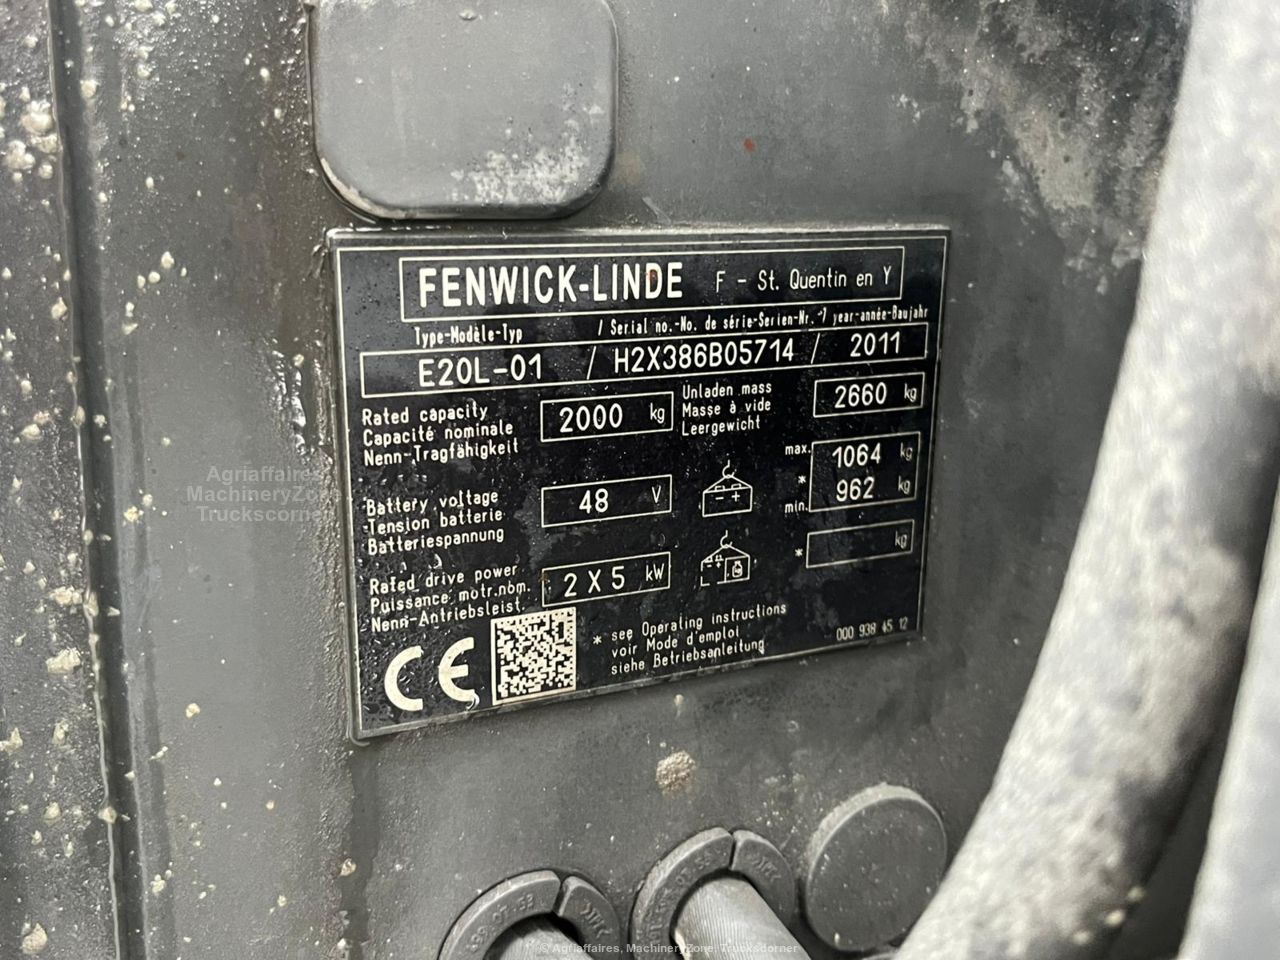 FENWICK-LINDE F - St. Quentin en Y
Type-Modèle-Typ / Serial no.-No. de série-Serien-Nr. -/ year-année-Baujahr
E20L-01 / H2X386B05714 / 2011
Rated capacity
Capacité nominale
Nenn-Tragfähigkeit
2000 kg
Unladen mass
Masse à vide
Leergewicht
2660 kg
Battery voltage
Tension batterie
Batteriespannung
48 V
- +
max. 1064 kg
* 962 kg
min.
Rated drive power
Puissance motr.nom.
Nenn-Antriebsleist.
2 X 5 kW
- +
* kg
CE
* see Operating instructions
voir Mode d'emploi
siehe Betriebsanleitung
000 938 45 12
Agriaffaires
MachineryZone
Truckscorner
© Agriaffaires, MachineryZone, Truckscorner